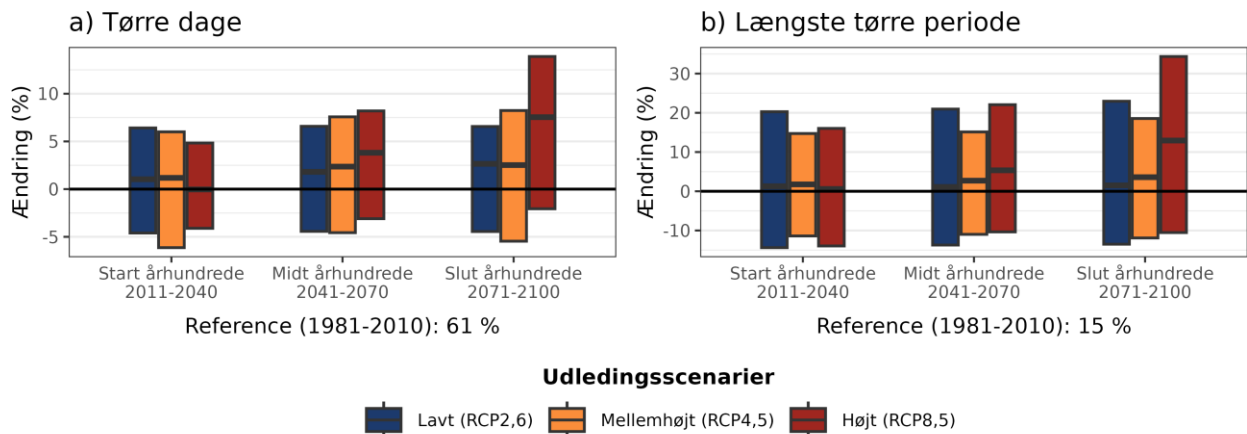 a) Tørre dage
Ændring (%)
10
5
0
-5
Start århundrede
2011-2040
Midt århundrede
2041-2070
Slut århundrede
2071-2100
Reference (1981-2010): 61 %
b) Længste tørre periode
Ændring (%)
30
20
10
0
-10
Start århundrede
2011-2040
Midt århundrede
2041-2070
Slut århundrede
2071-2100
Reference (1981-2010): 15 %
Udledingsscenarier
Lavt (RCP2,6)
Mellemhøjt (RCP4,5)
Højt (RCP8,5)